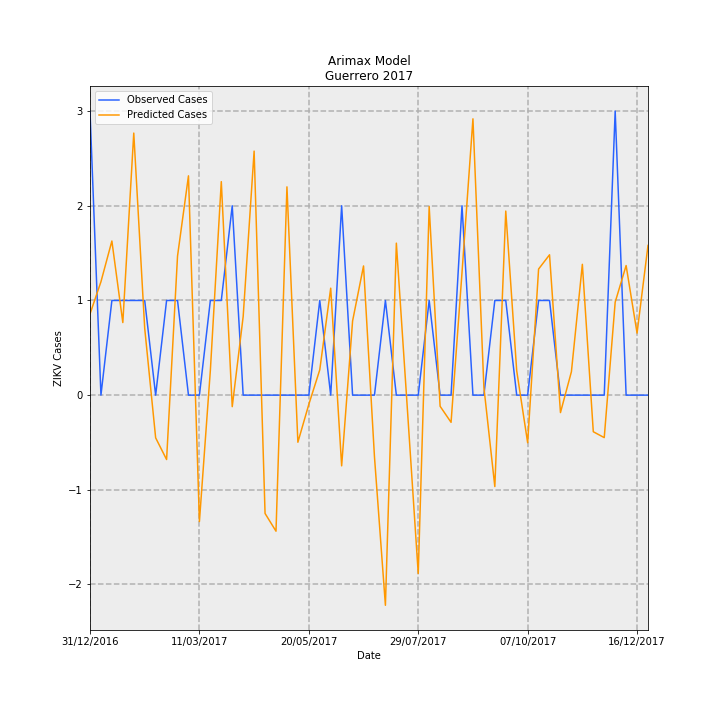 Arimax Model
Guerrero 2017
Observed Cases
Predicted Cases
3
2
1
0
−1
−2
ZIKV Cases
31/12/2016
11/03/2017
20/05/2017
29/07/2017
07/10/2017
16/12/2017
Date